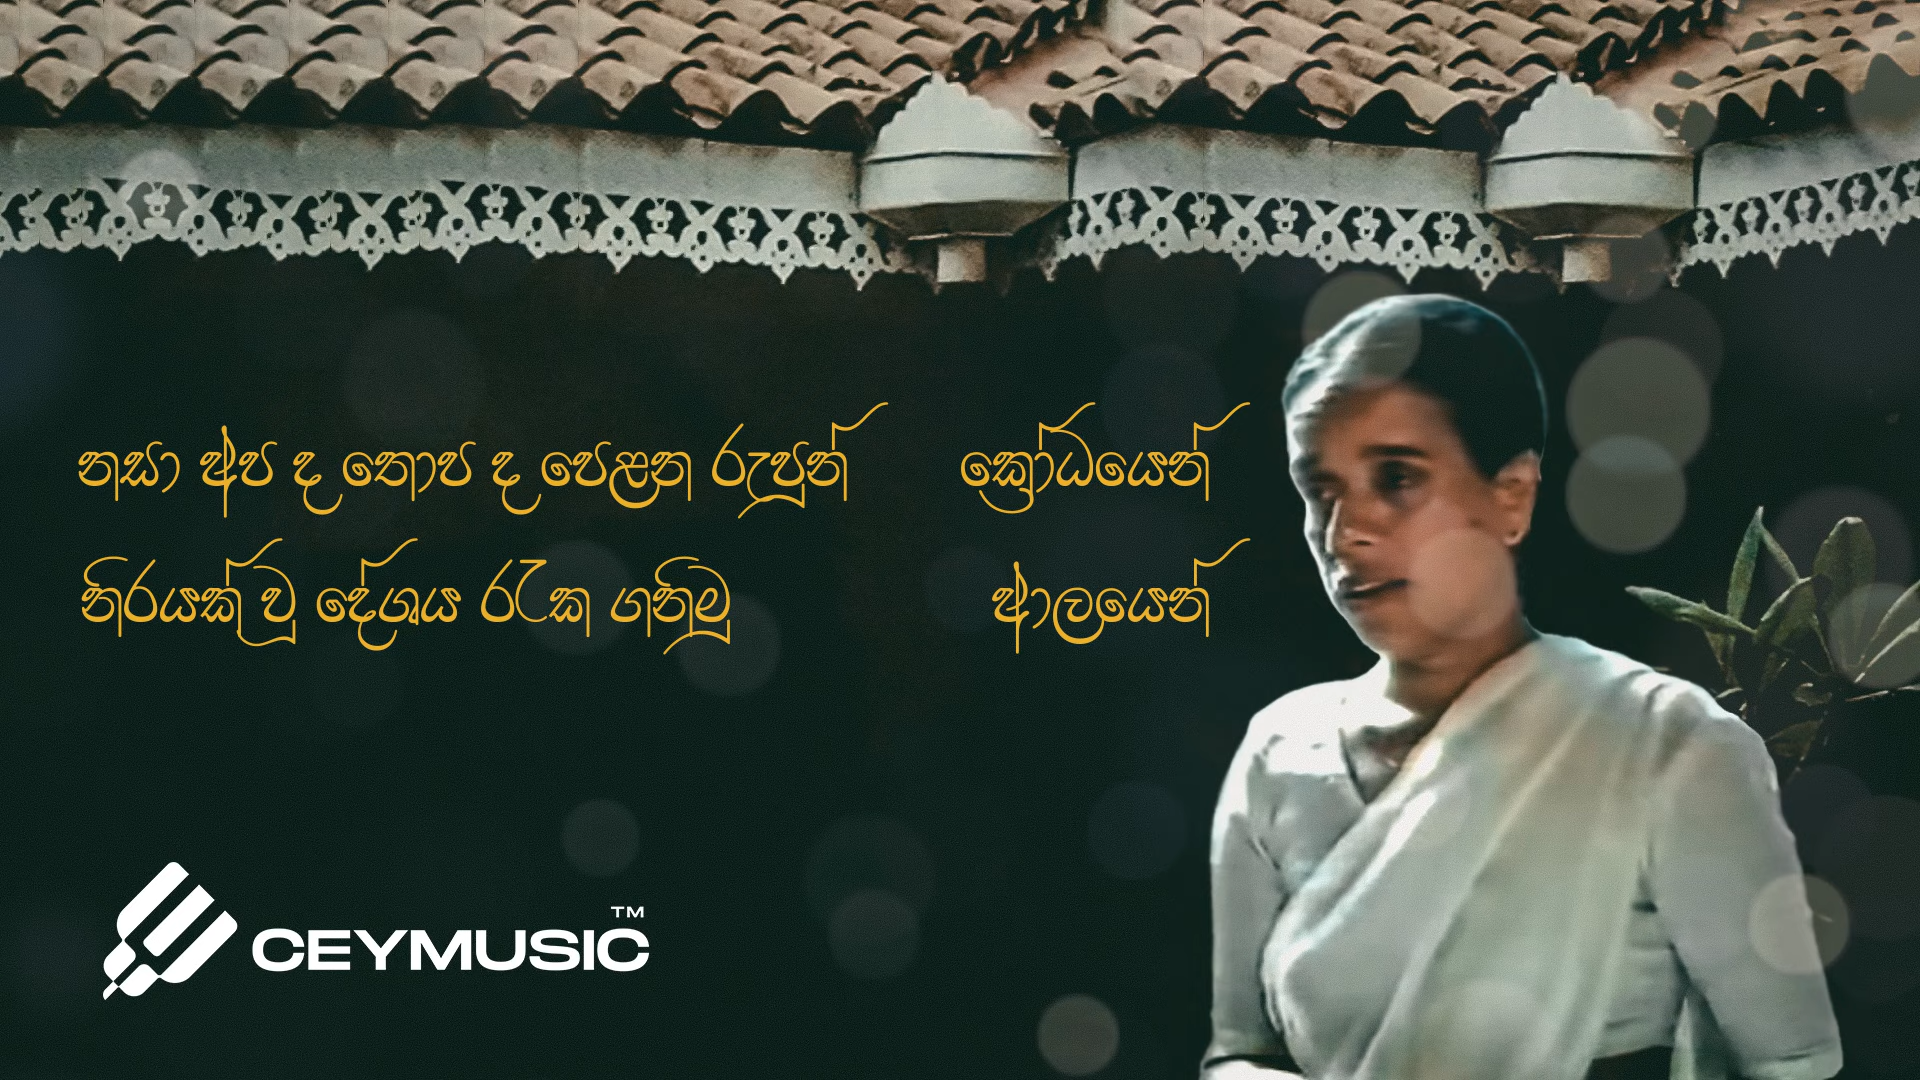 නසා අප ද තොප ද පෙළන රුපුන් ක්‍රෝධයෙන්
නිරයක් වූ දේශය රැක ගනිමු ආලයෙන්
CEYMUSIC™